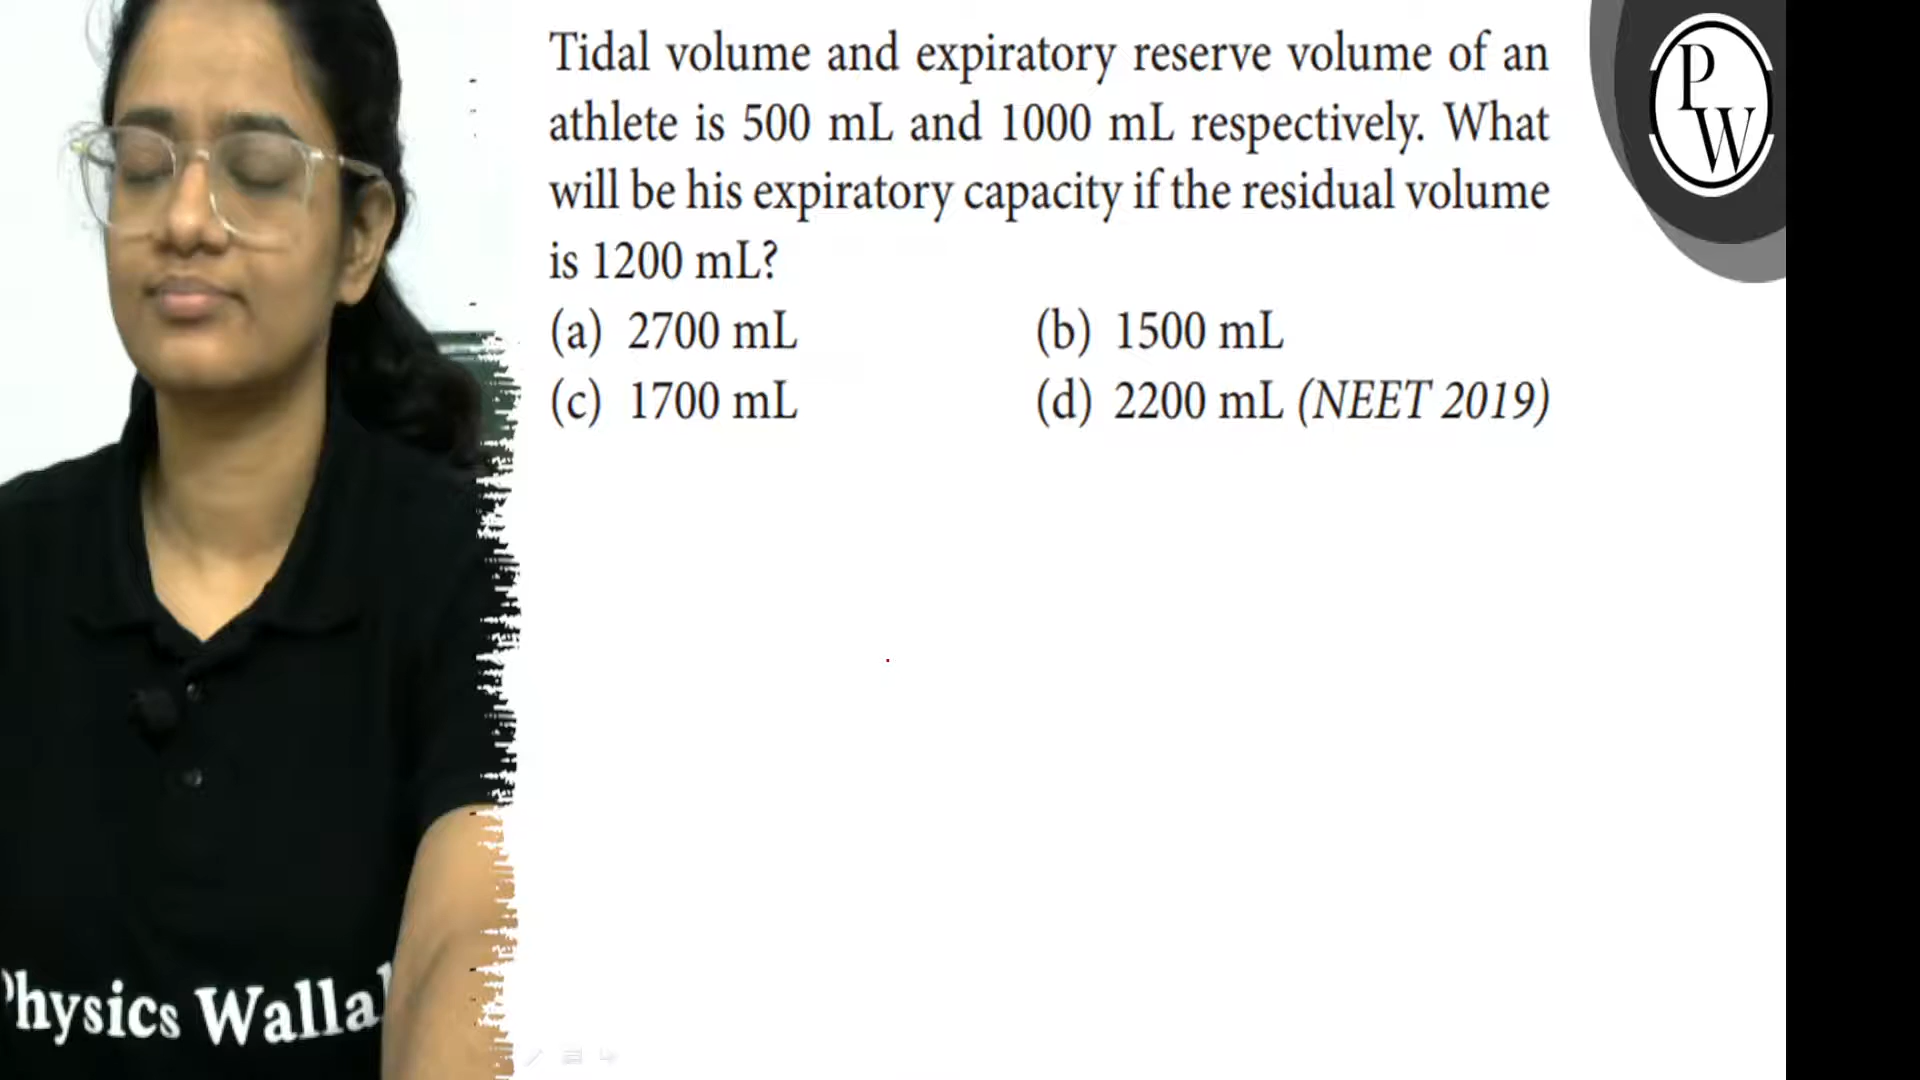 Tidal volume and expiratory reserve volume of an
athlete is 500 mL and 1000 mL respectively. What
will be his expiratory capacity if the residual volume
is 1200 mL?
(a) 2700 mL (b) 1500 mL
(c) 1700 mL (d) 2200 mL (NEET 2019)
PW
Physics Walla